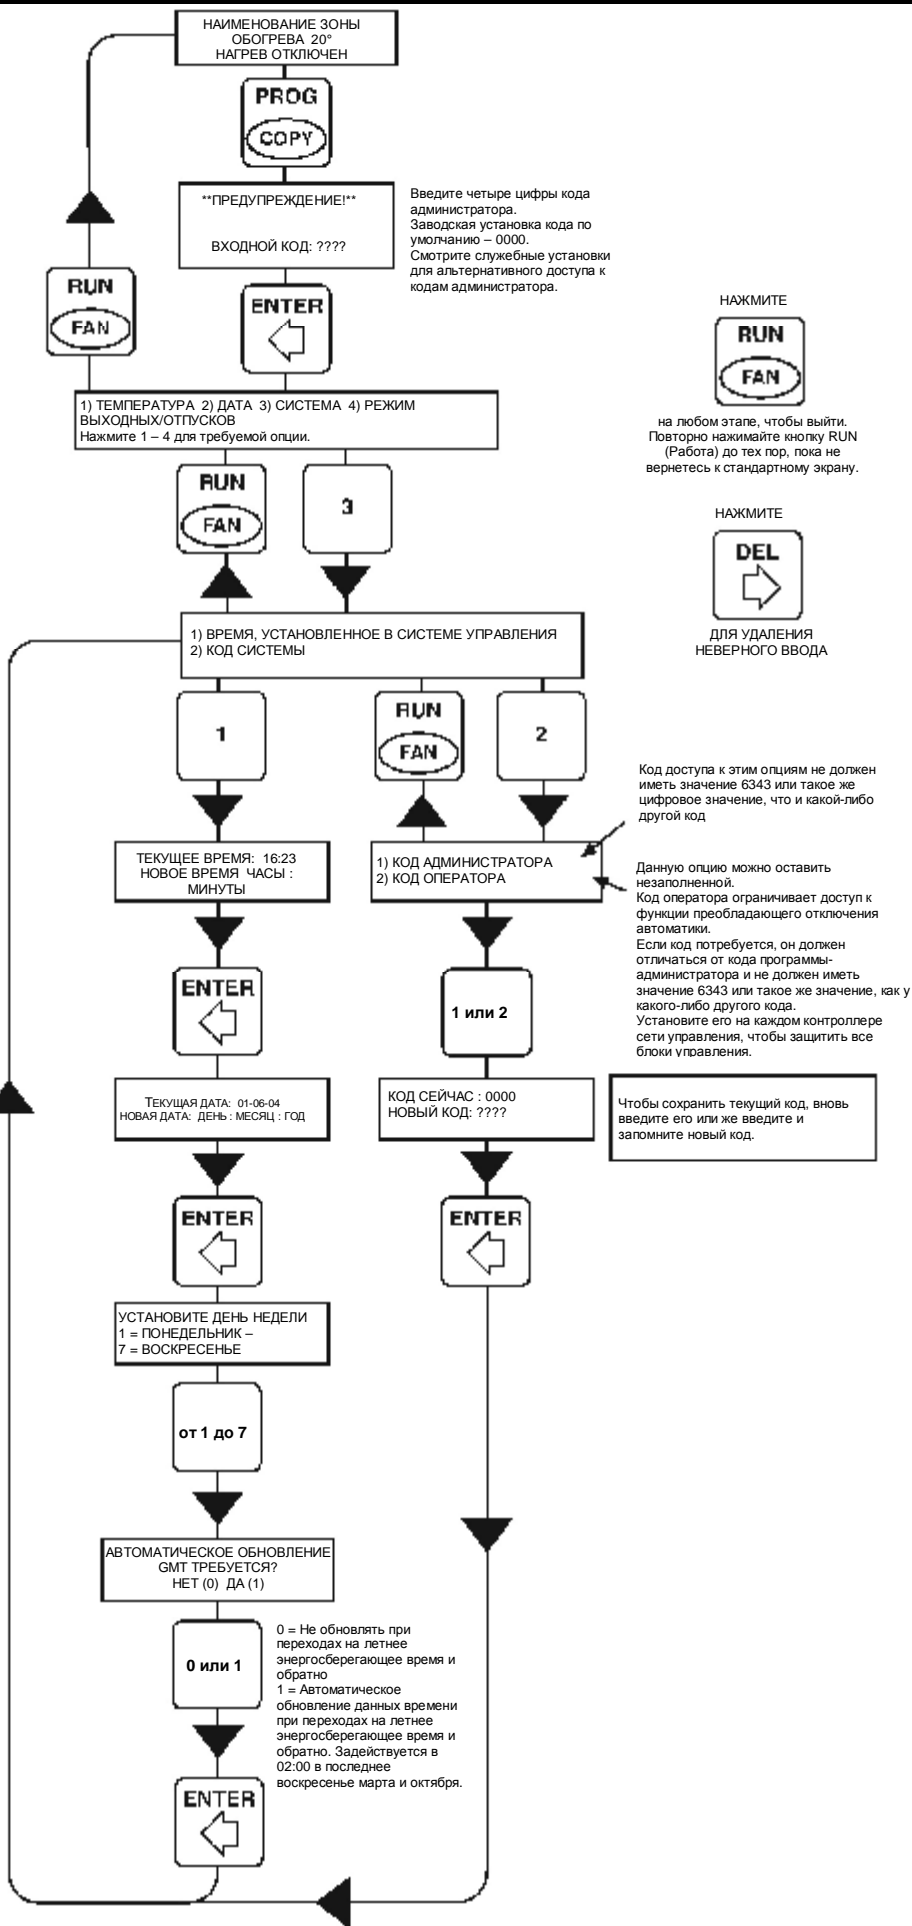 НАИМЕНОВАНИЕ ЗОНЫ
ОБОГРЕВА 20°
НАГРЕВ ОТКЛЮЧЕН
PROG
COPY
**ПРЕДУПРЕЖДЕНИЕ!**
ВХОДНОЙ КОД: ????
Введите четыре цифры кода
администратора.
Заводская установка кода по
умолчанию – 0000.
Смотрите служебные установки
для альтернативного доступа к
кодам администратора.
RUN
FAN
ENTER
НАЖМИТЕ
RUN
FAN
на любом этапе, чтобы выйти.
Повторно нажимайте кнопку RUN
(Работа) до тех пор, пока не
вернетесь к стандартному экрану.
1) ТЕМПЕРАТУРА 2) ДАТА 3) СИСТЕМА 4) РЕЖИМ
ВЫХОДНЫХ/ОТПУСКОВ
Нажмите 1 – 4 для требуемой опции.
RUN
FAN
3
НАЖМИТЕ
DEL
ДЛЯ УДАЛЕНИЯ
НЕВЕРНОГО ВВОДА
1) ВРЕМЯ, УСТАНОВЛЕННОЕ В СИСТЕМЕ УПРАВЛЕНИЯ
2) КОД СИСТЕМЫ
1
RUN
FAN
2
Код доступа к этим опциям не должен
иметь значение 6343 или такое же
цифровое значение, что и какой-либо
другой код
ТЕКУЩЕЕ ВРЕМЯ: 16:23
НОВОЕ ВРЕМЯ ЧАСЫ :
МИНУТЫ
1) КОД АДМИНИСТРАТОРА
2) КОД ОПЕРАТОРА
Данную опцию можно оставить
незаполненной.
Код оператора ограничивает доступ к
функции преобладающего отключения
автоматики.
Если код потребуется, он должен
отличаться от кода программы-
администратора и не должен иметь
значение 6343 или такое же значение, как у
какого-либо другого кода.
Установите его на каждом контроллере
сети управления, чтобы защитить все
блоки управления.
ENTER
1 или 2
ТЕКУЩАЯ ДАТА: 01-06-04
НОВАЯ ДАТА: ДЕНЬ : МЕСЯЦ : ГОД
КОД СЕЙЧАС : 0000
НОВЫЙ КОД: ????
Чтобы сохранить текущий код, вновь
введите его или же введите и
запомните новый код.
ENTER
ENTER
УСТАНОВИТЕ ДЕНЬ НЕДЕЛИ
1 = ПОНЕДЕЛЬНИК –
7 = ВОСКРЕСЕНЬЕ
от 1 до 7
АВТОМАТИЧЕСКОЕ ОБНОВЛЕНИЕ
GMT ТРЕБУЕТСЯ?
НЕТ (0) ДА (1)
0 или 1
0 = Не обновлять при
переходах на летнее
энергосберегающее время и
обратно
1 = Автоматическое
обновление данных времени
при переходах на летнее
энергосберегающее время и
обратно. Задействуется в
02:00 в последнее
воскресенье марта и октября.
ENTER